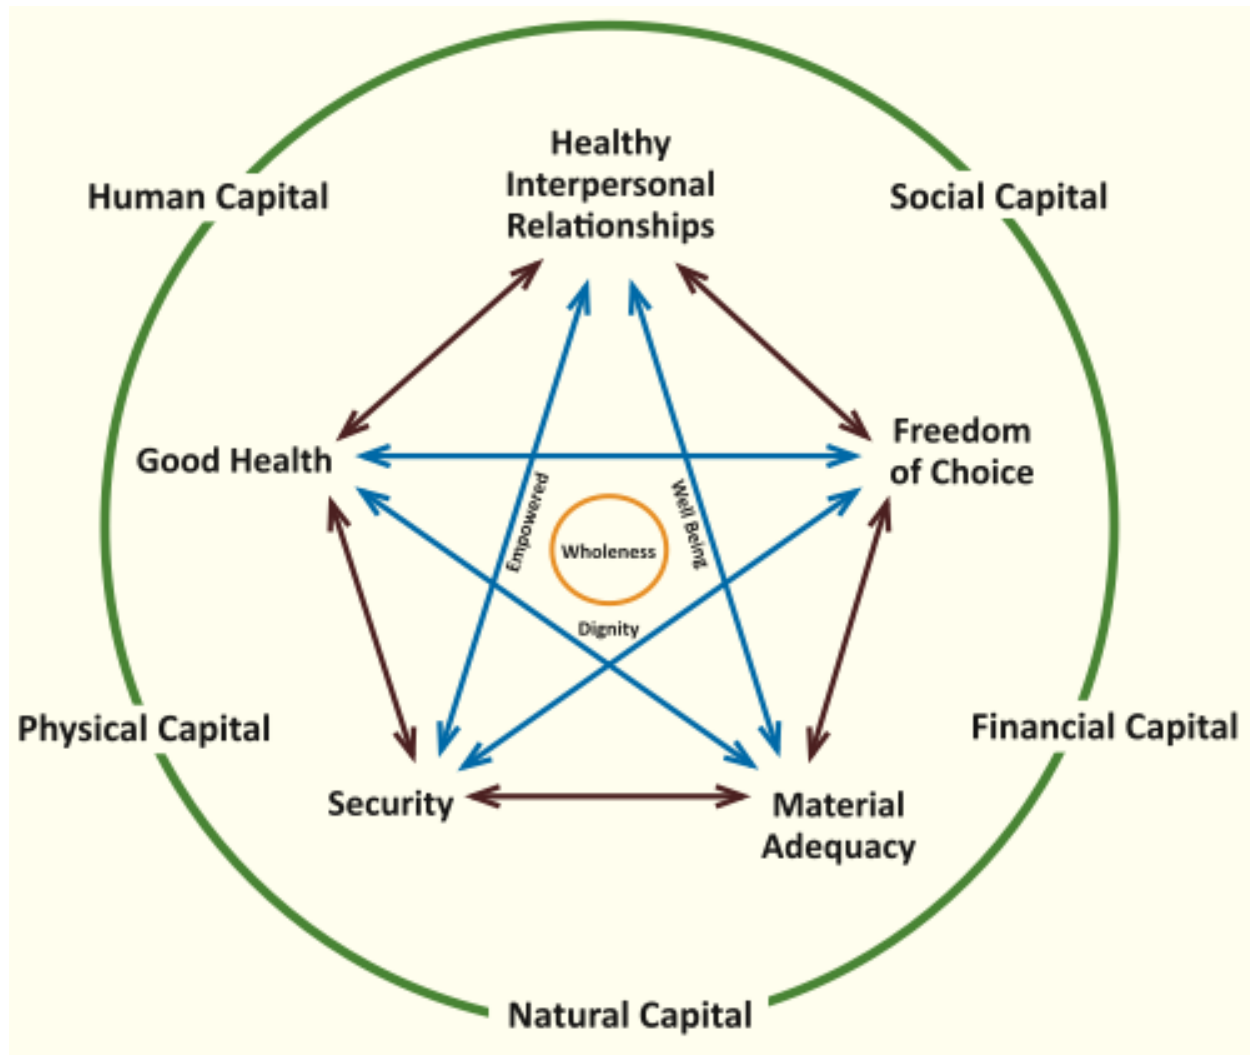 Healthy
Interpersonal
Relationships
Human Capital
Social Capital
Good Health
Freedom
of Choice
Empowered
Well Being
Wholeness
Dignity
Physical Capital
Financial Capital
Security
Material
Adequacy
Natural Capital